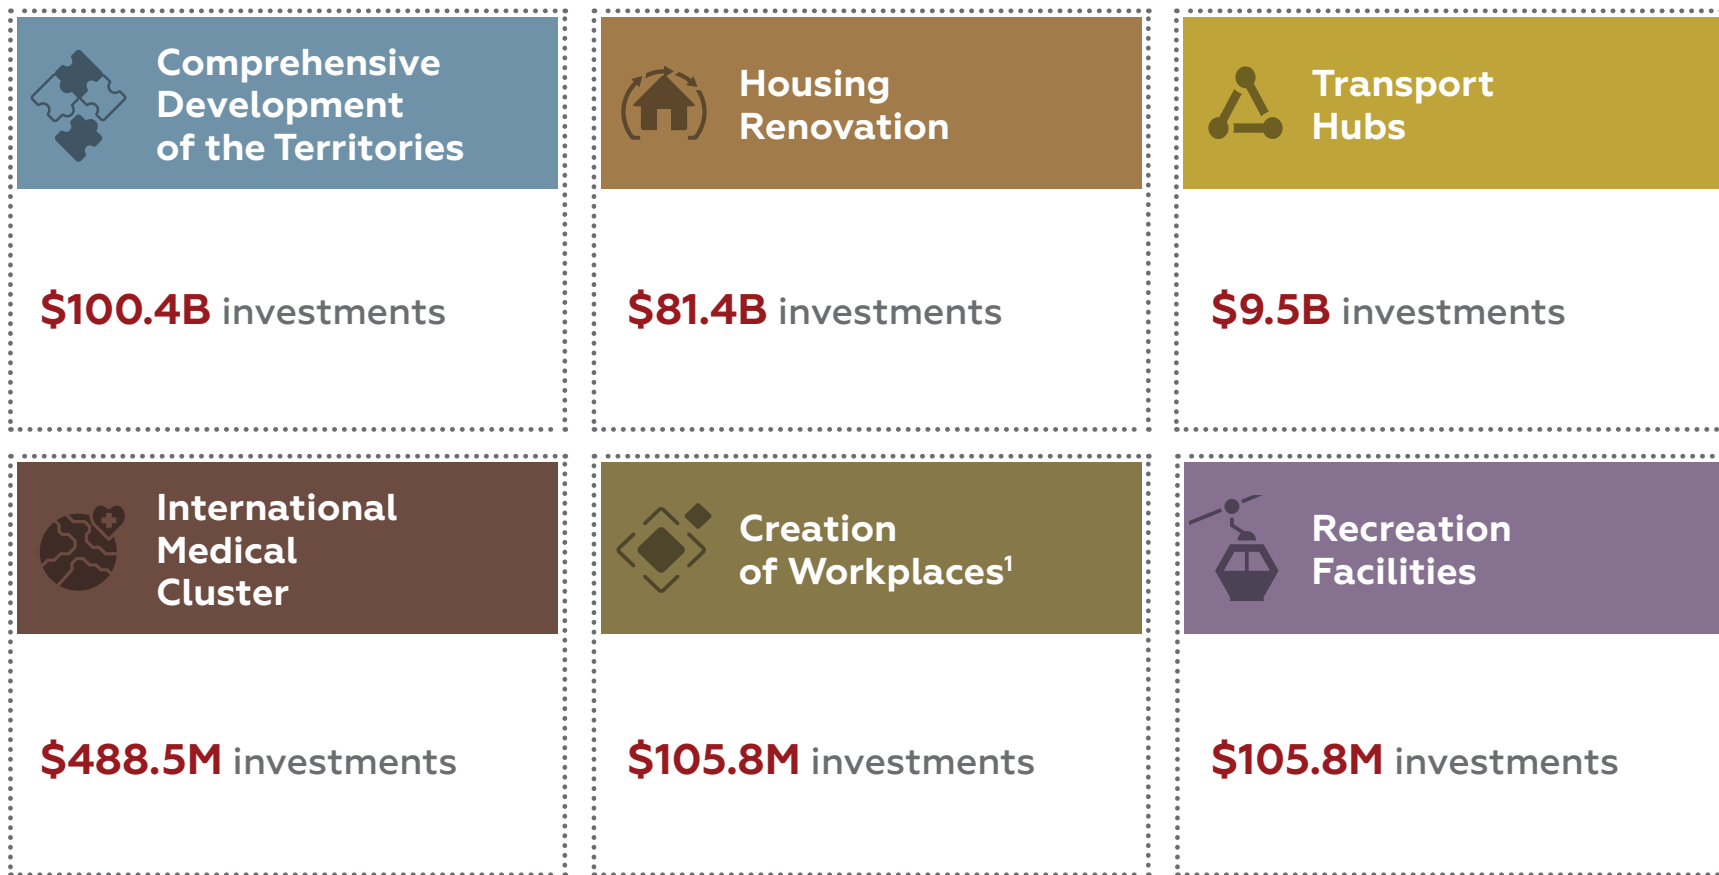 Comprehensive
Development
of the Territories
$100.4B investments
Housing
Renovation
$81.4B investments
Transport
Hubs
$9.5B investments
International
Medical
Cluster
$488.5M investments
Creation
of Workplaces¹
$105.8M investments
Recreation
Facilities
$105.8M investments